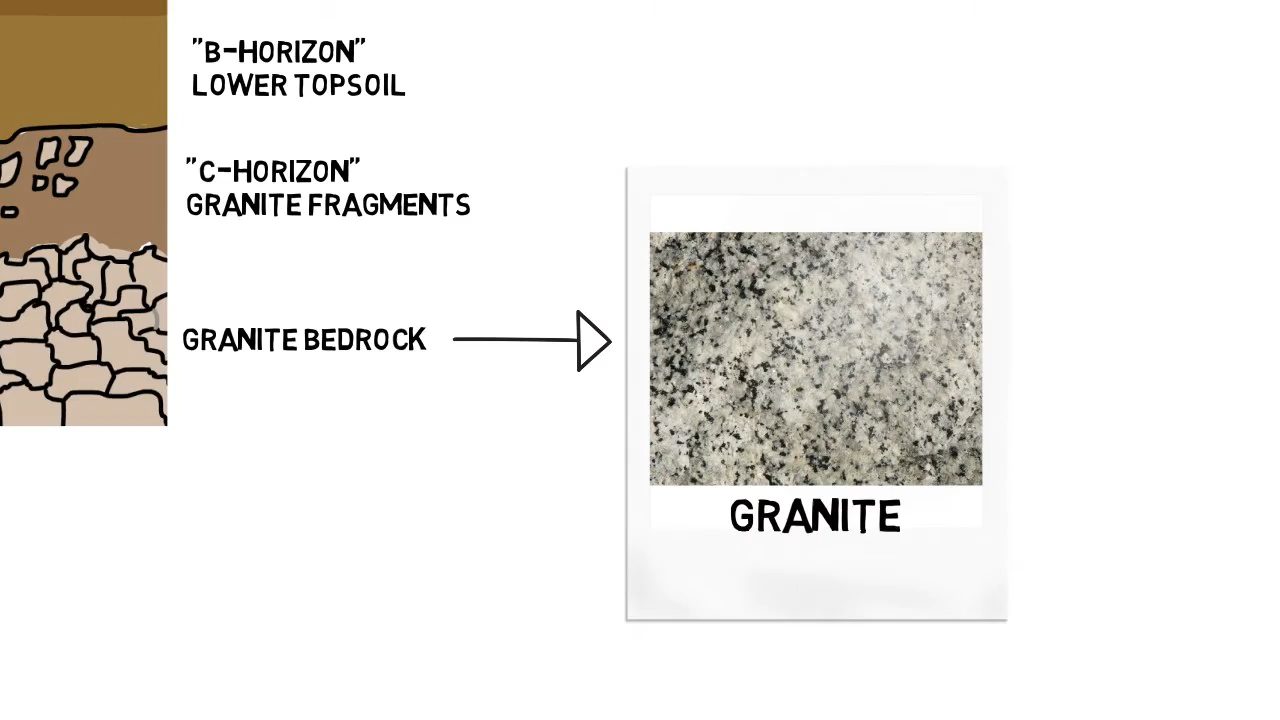 "B-HORIZON"
LOWER TOPSOIL
"C-HORIZON"
GRANITE FRAGMENTS
GRANITE BEDROCK
GRANITE